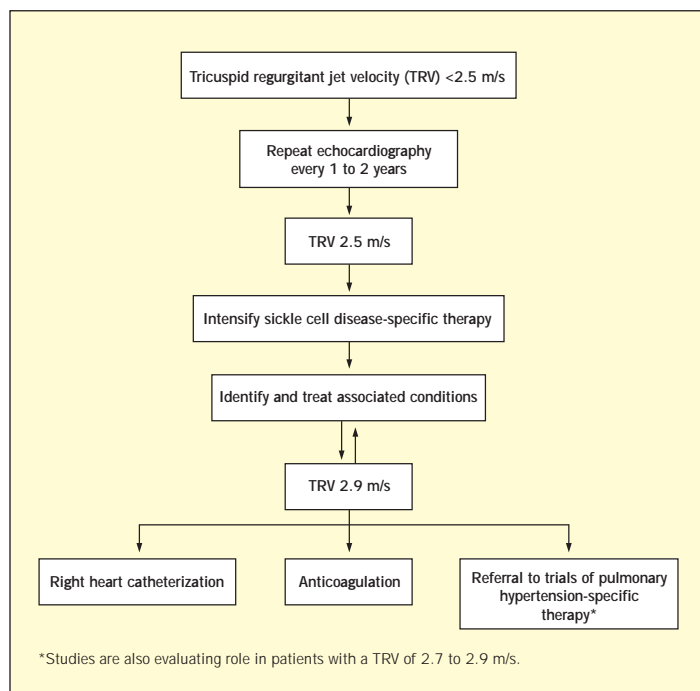 Tricuspid regurgitant jet velocity (TRV) <2.5 m/s
Repeat echocardiography
every 1 to 2 years
TRV 2.5 m/s
Intensify sickle cell disease-specific therapy
Identify and treat associated conditions
TRV 2.9 m/s
Right heart catheterization
Anticoagulation
Referral to trials of pulmonary
hypertension-specific
therapy*
*Studies are also evaluating role in patients with a TRV of 2.7 to 2.9 m/s.